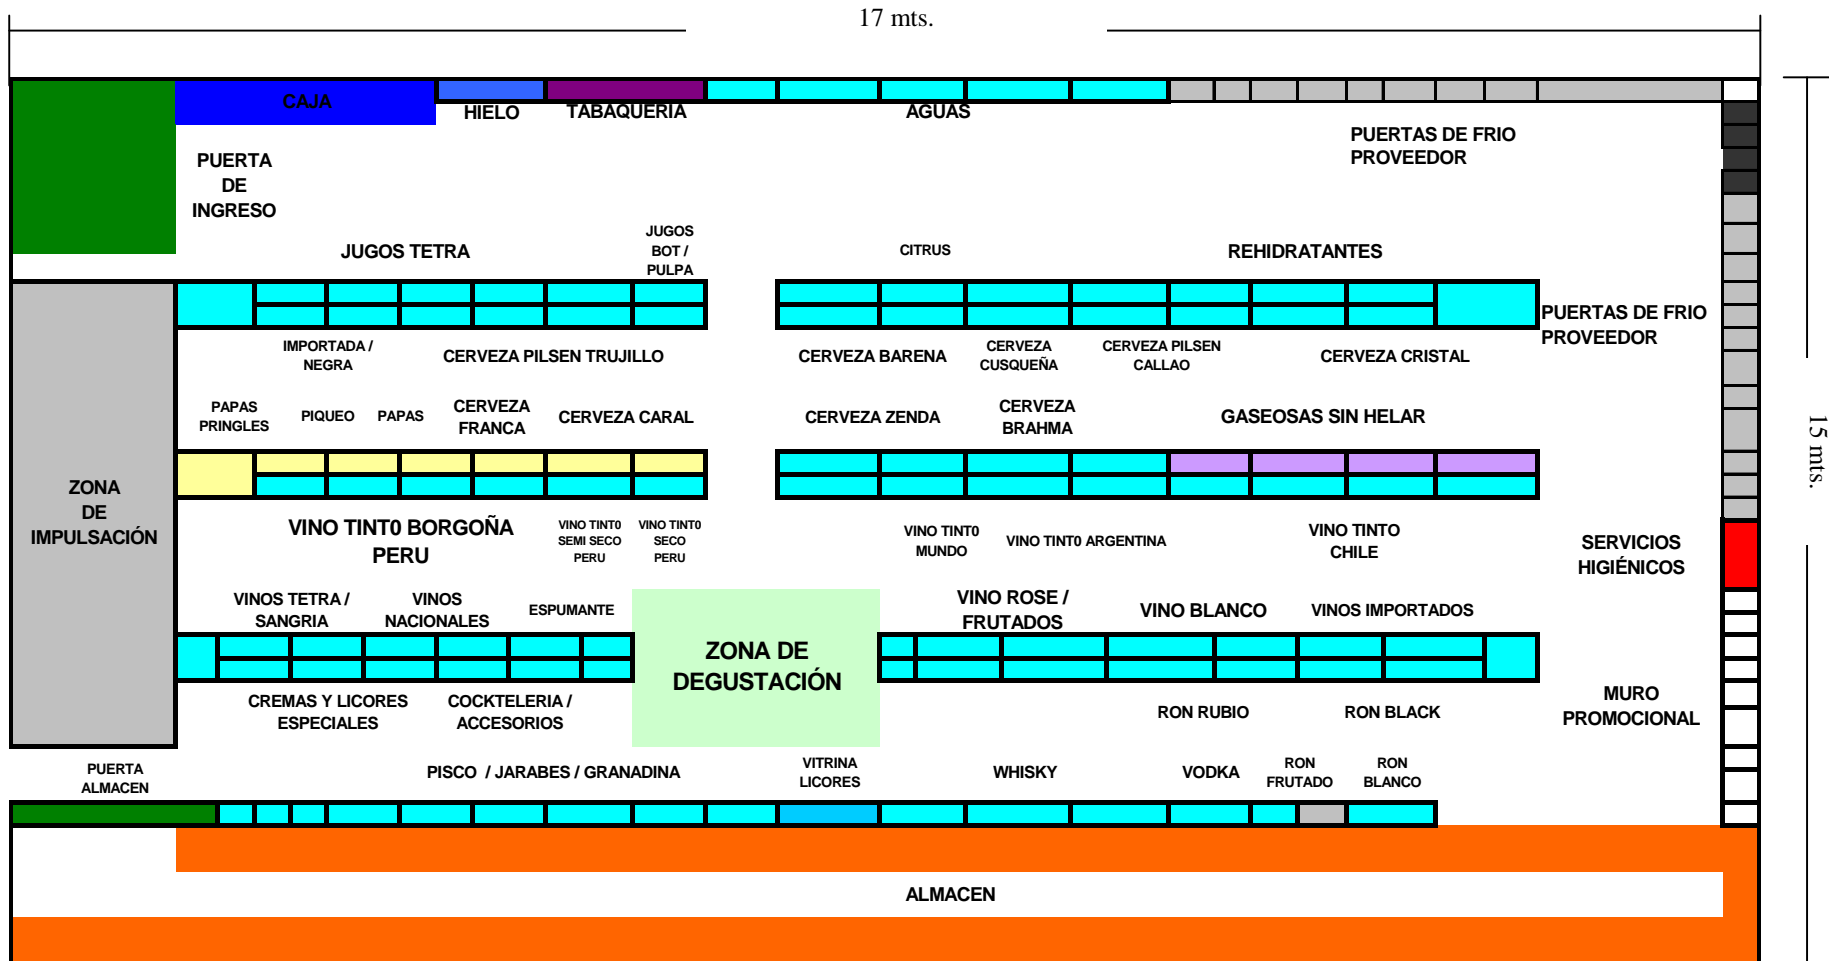 17 mts.
CAJA
HIELO
TABAQUERIA
AGUAS
PUERTAS DE FRIO
PROVEEDOR
PUERTA
DE
INGRESO
JUGOS TETRA
JUGOS
BOT /
PULPA
CITRUS
REHIDRATANTES
PUERTAS DE FRIO
PROVEEDOR
IMPORTADA /
NEGRA
CERVEZA PILSEN TRUJILLO
CERVEZA BARENA
CERVEZA
CUSQUEÑA
CERVEZA PILSEN
CALLAO
CERVEZA CRISTAL
PAPAS
PRINGLES
PIQUEO
PAPAS
CERVEZA
FRANCA
CERVEZA CARAL
CERVEZA ZENDA
CERVEZA
BRAHMA
GASEOSAS SIN HELAR
15 mts.
ZONA
DE
IMPULSACIÓN
VINO TINT0 BORGOÑA
PERU
VINO TINT0
SEMI SECO
PERU
VINO TINT0
SECO
PERU
VINO TINT0
MUNDO
VINO TINT0 ARGENTINA
VINO TINTO
CHILE
SERVICIOS
HIGIÉNICOS
VINOS TETRA /
SANGRIA
VINOS
NACIONALES
ESPUMANTE
ZONA DE
DEGUSTACIÓN
VINO ROSE /
FRUTADOS
VINO BLANCO
VINOS IMPORTADOS
CREMAS Y LICORES
ESPECIALES
COCKTELERIA /
ACCESORIOS
RON RUBIO
RON BLACK
MURO
PROMOCIONAL
PUERTA
ALMACEN
PISCO / JARABES / GRANADINA
VITRINA
LICORES
WHISKY
VODKA
RON
FRUTADO
RON
BLANCO
ALMACEN